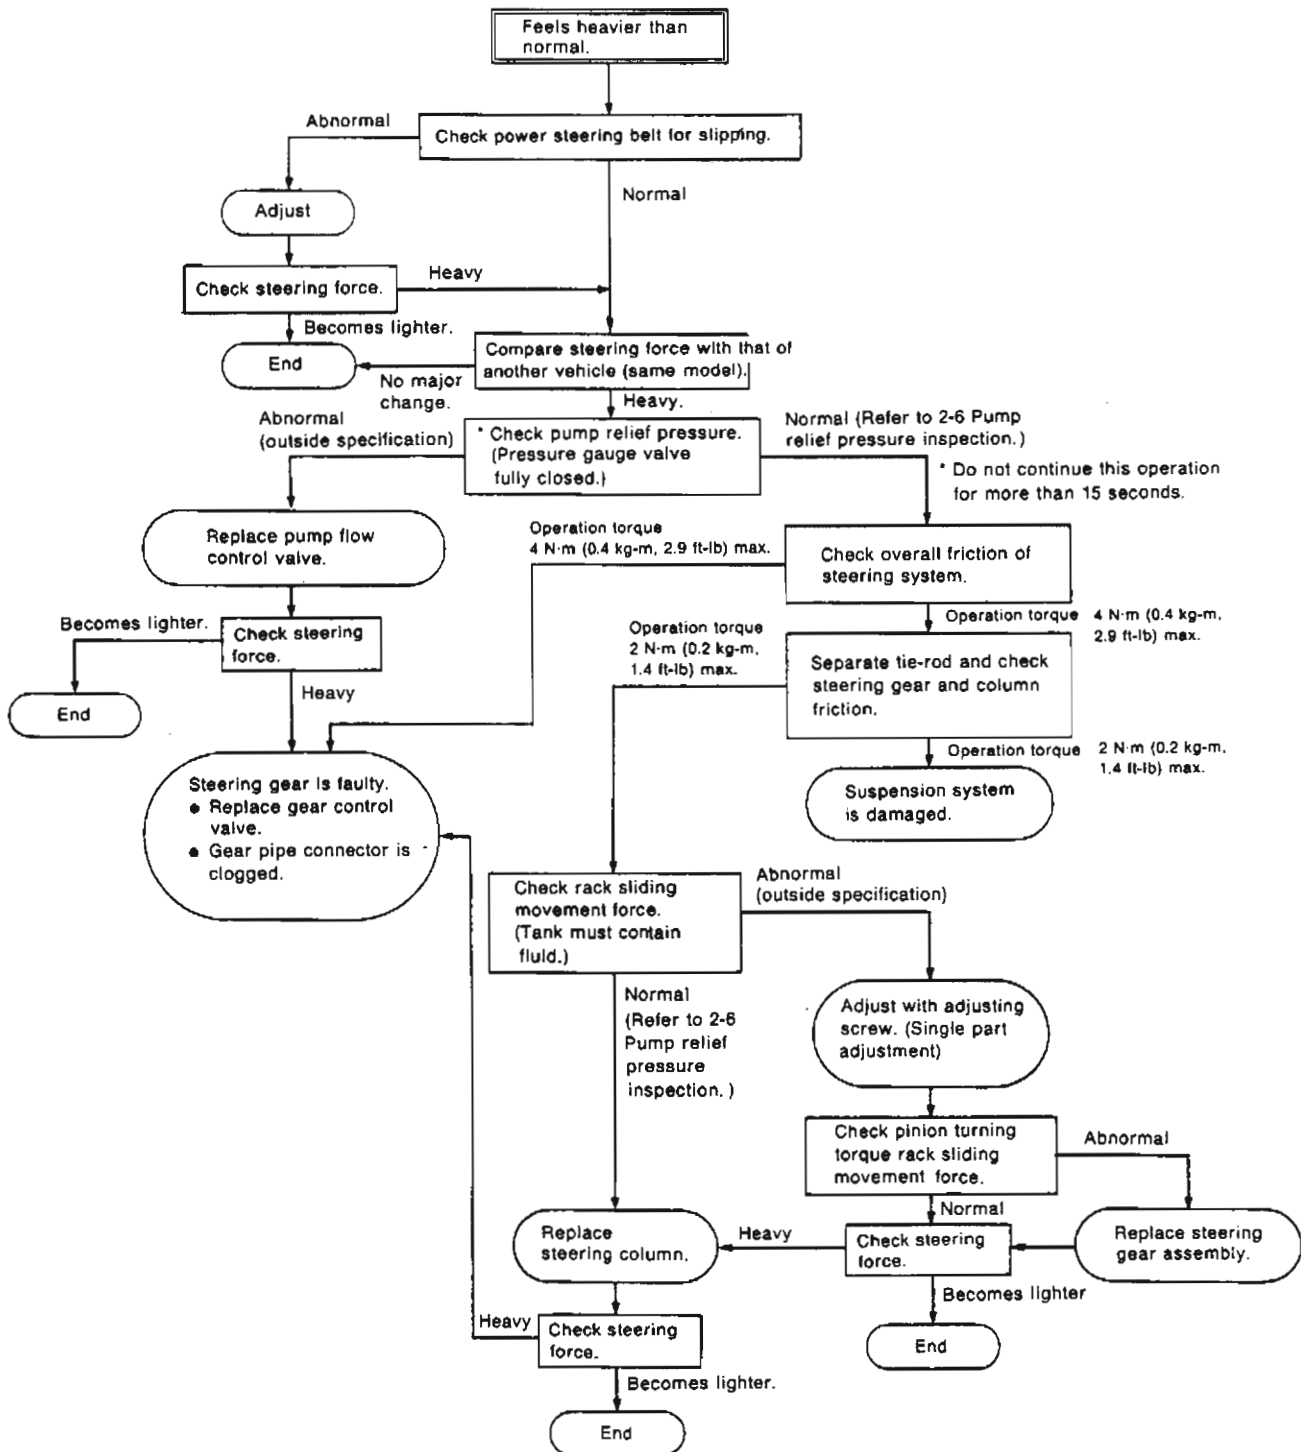 Feels heavier than
normal.
Abnormal
Check power steering belt for slipping.
Normal
Adjust
Check steering force.
Heavy
Becomes lighter.
End
Compare steering force with that of
another vehicle (same model).
No major
change.
Heavy.
Abnormal
(outside specification)
* Check pump relief pressure.
(Pressure gauge valve
fully closed.)
Normal (Refer to 2-6 Pump
relief pressure inspection.)
* Do not continue this operation
for more than 15 seconds.
Replace pump flow
control valve.
Operation torque
4 N·m (0.4 kg-m, 2.9 ft-lb) max.
Check overall friction of
steering system.
Becomes lighter.
Check steering
force.
Operation torque
2 N·m (0.2 kg-m,
1.4 ft-lb) max.
Operation torque 4 N·m (0.4 kg-m,
2.9 ft-lb) max.
Separate tie-rod and check
steering gear and column
friction.
End
Heavy
Operation torque 2 N·m (0.2 kg-m,
1.4 ft-lb) max.
Steering gear is faulty.
● Replace gear control
valve.
● Gear pipe connector is
clogged.
Suspension system
is damaged.
Check rack sliding
movement force.
(Tank must contain
fluid.)
Abnormal
(outside specification)
Normal
(Refer to 2-6
Pump relief
pressure
inspection.)
Adjust with adjusting
screw. (Single part
adjustment)
Check pinion turning
torque rack sliding
movement force.
Abnormal
Normal
Replace
steering column.
Heavy
Check steering
force.
Replace steering
gear assembly.
Becomes lighter
Heavy
Check steering
force.
End
Becomes lighter.
End